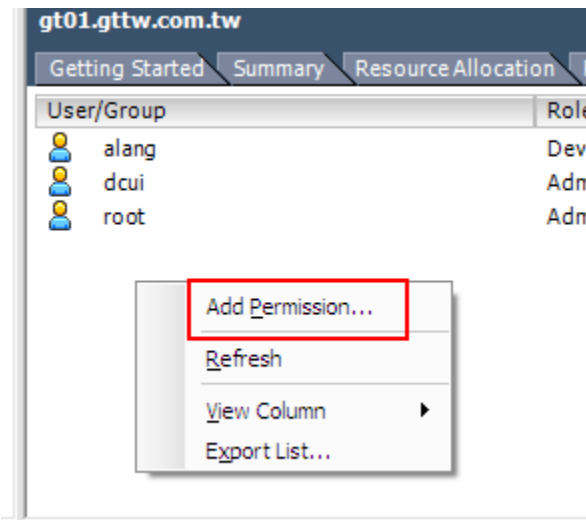 gt01.gttw.com.tw
Getting Started Summary Resource Allocation
User/Group Role
alang Dev
dcui Adm
root Adm
Add Permission...
Refresh
View Column
Export List...